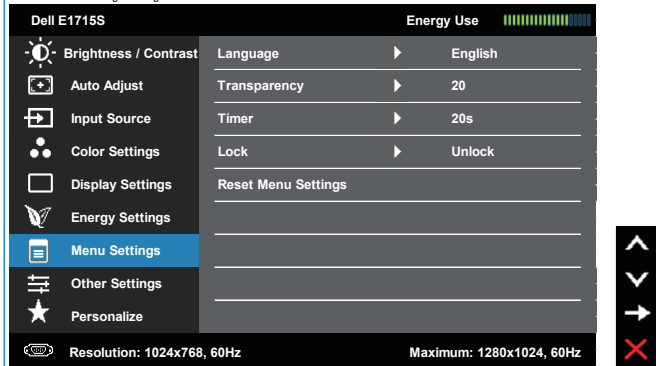 Dell E1715S Energy Use
Brightness / Contrast Language English
Auto Adjust Transparency 20
Input Source Timer 20s
Color Settings Lock Unlock
Display Settings Reset Menu Settings
Energy Settings
Menu Settings
Other Settings
Personalize
Resolution: 1024x768, 60Hz Maximum: 1280x1024, 60Hz